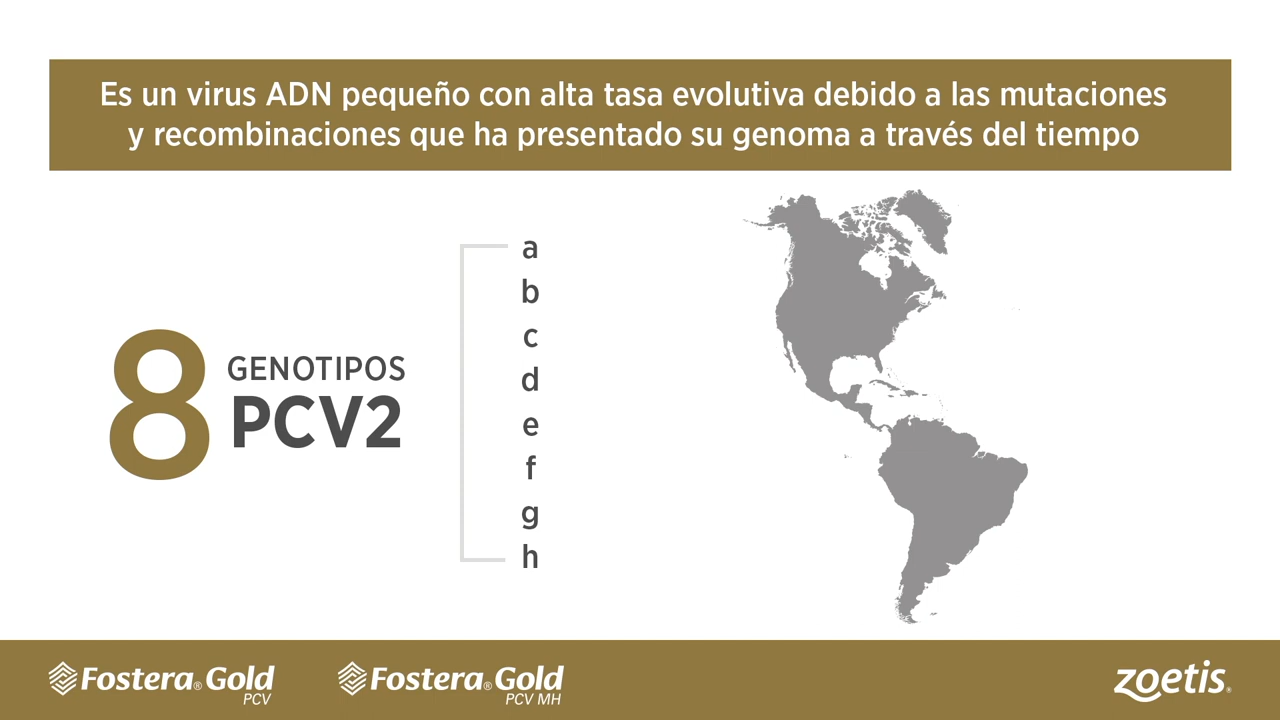 Es un virus ADN pequeño con alta tasa evolutiva debido a las mutaciones
y recombinaciones que ha presentado su genoma a través del tiempo
8 GENOTIPOS
PCV2
a
b
c
d
e
f
g
h
Fostera® Gold
PCV
Fostera® Gold
PCV MH
zoetis®